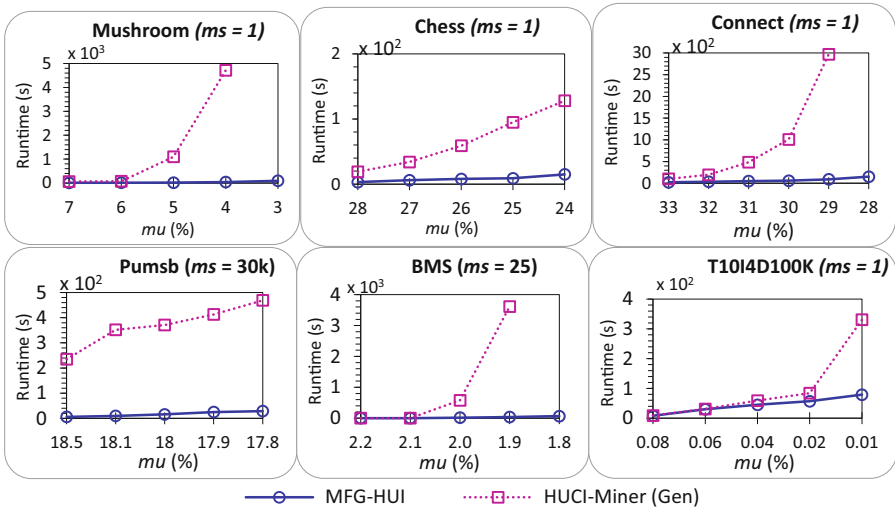 Mushroom (ms = 1)
x 10³
Runtime (s)
5
4
3
2
1
0
7 6 5 4 3
mu (%)
Chess (ms = 1)
x 10²
Runtime (s)
2
1
0
28 27 26 25 24
mu (%)
Connect (ms = 1)
x 10²
Runtime (s)
30
25
20
15
10
5
0
33 32 31 30 29 28
mu (%)
Pumsb (ms = 30k)
x 10²
Runtime (s)
5
4
3
2
1
0
18.5 18.1 18 17.9 17.8
mu (%)
BMS (ms = 25)
x 10³
Runtime (s)
4
3
2
1
0
2.2 2.1 2.0 1.9 1.8
mu (%)
T10I4D100K (ms = 1)
x 10²
Runtime (s)
4
3
2
1
0
0.08 0.06 0.04 0.02 0.01
mu (%)
MFG-HUI
HUCI-Miner (Gen)